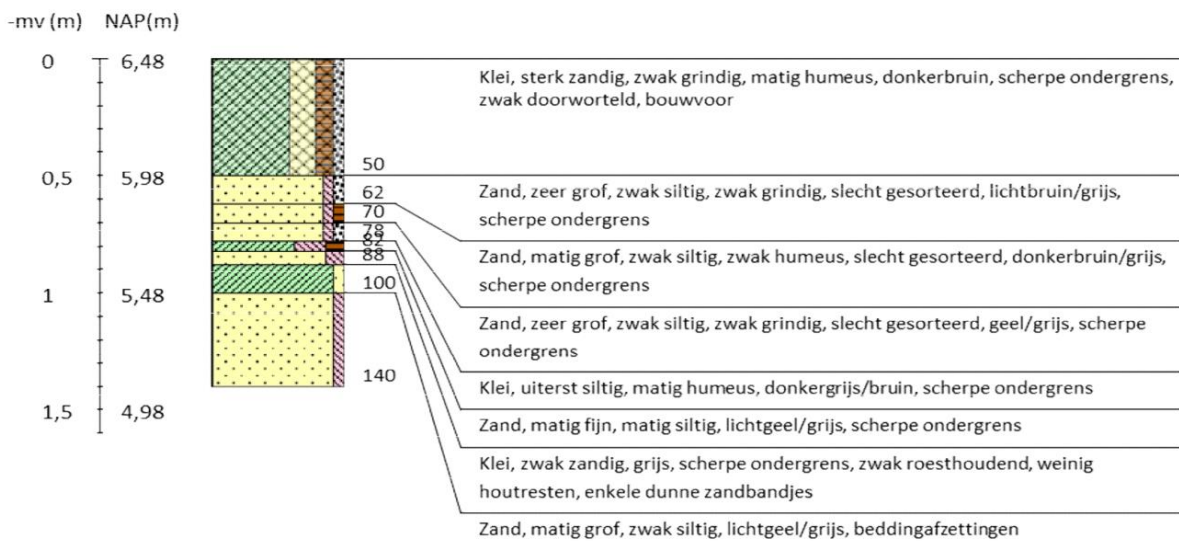 -mv (m) NAP(m)
0 6,48
Klei, sterk zandig, zwak grindig, matig humeus, donkerbruin, scherpe ondergrens,
zwak doorworteld, bouwvoor
50
0,5 5,98
62
Zand, zeer grof, zwak siltig, zwak grindig, slecht gesorteerd, lichtbruin/grijs,
scherpe ondergrens
70
78
82
88
Zand, matig grof, zwak siltig, zwak humeus, slecht gesorteerd, donkerbruin/grijs,
scherpe ondergrens
100
1 5,48
Zand, zeer grof, zwak siltig, zwak grindig, slecht gesorteerd, geel/grijs, scherpe
ondergrens
140
Klei, uiterst siltig, matig humeus, donkergrijs/bruin, scherpe ondergrens
1,5 4,98
Zand, matig fijn, matig siltig, lichtgeel/grijs, scherpe ondergrens
Klei, zwak zandig, grijs, scherpe ondergrens, zwak roesthoudend, weinig
houtresten, enkele dunne zandbandjes
Zand, matig grof, zwak siltig, lichtgeel/grijs, beddingafzettingen